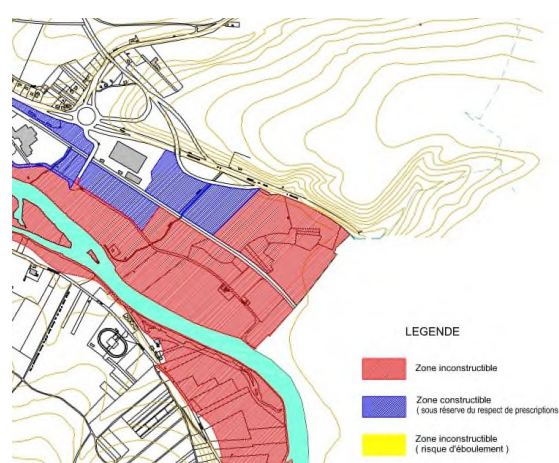 LEGENDE
Zone inconstructible
Zone constructible
( sous réserve du respect de prescriptions
Zone inconstructible
( risque d'éboulement )